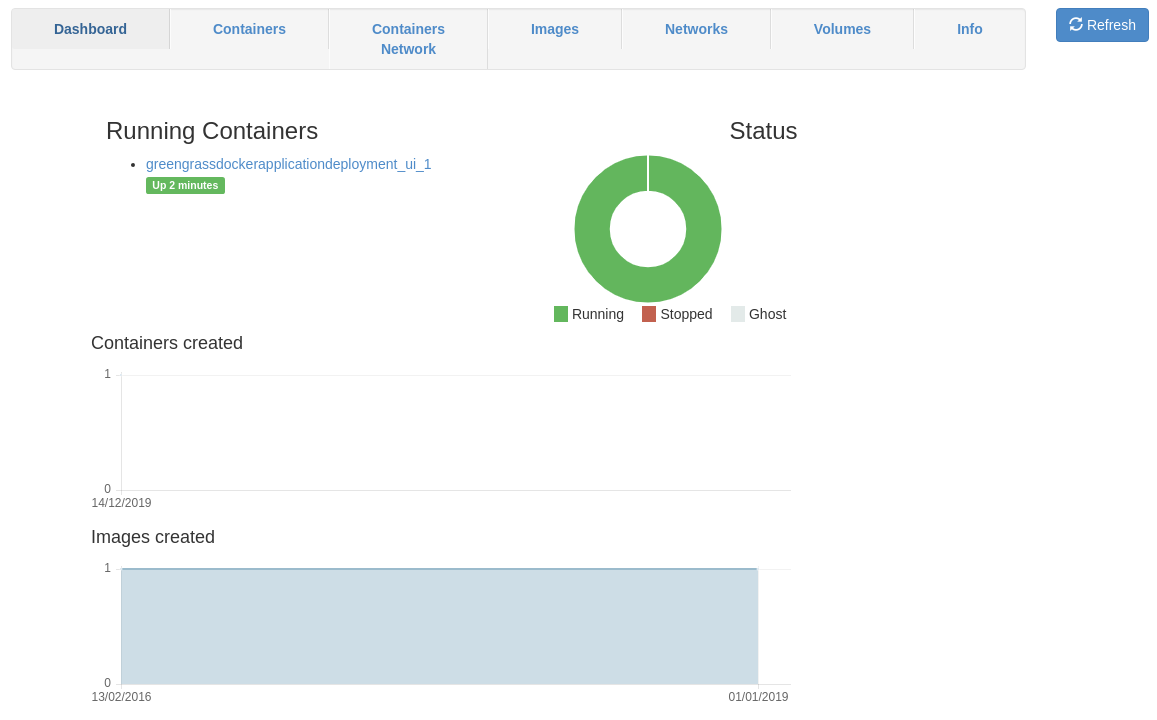 Dashboard
Containers
Containers
Network
Images
Networks
Volumes
Info
Refresh
Running Containers
greengrassdockerapplicationdeployment_ui_1
Up 2 minutes
Status
Running
Stopped
Ghost
Containers created
1
0
14/12/2019
Images created
1
0
13/02/2016
01/01/2019